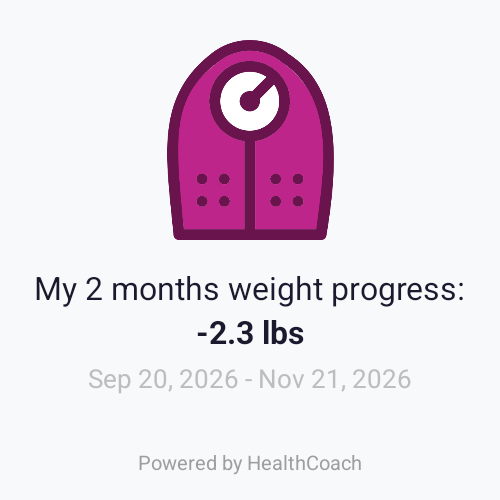 My 2 months weight progress:
-2.3 lbs
Sep 20, 2026 - Nov 21, 2026
Powered by HealthCoach